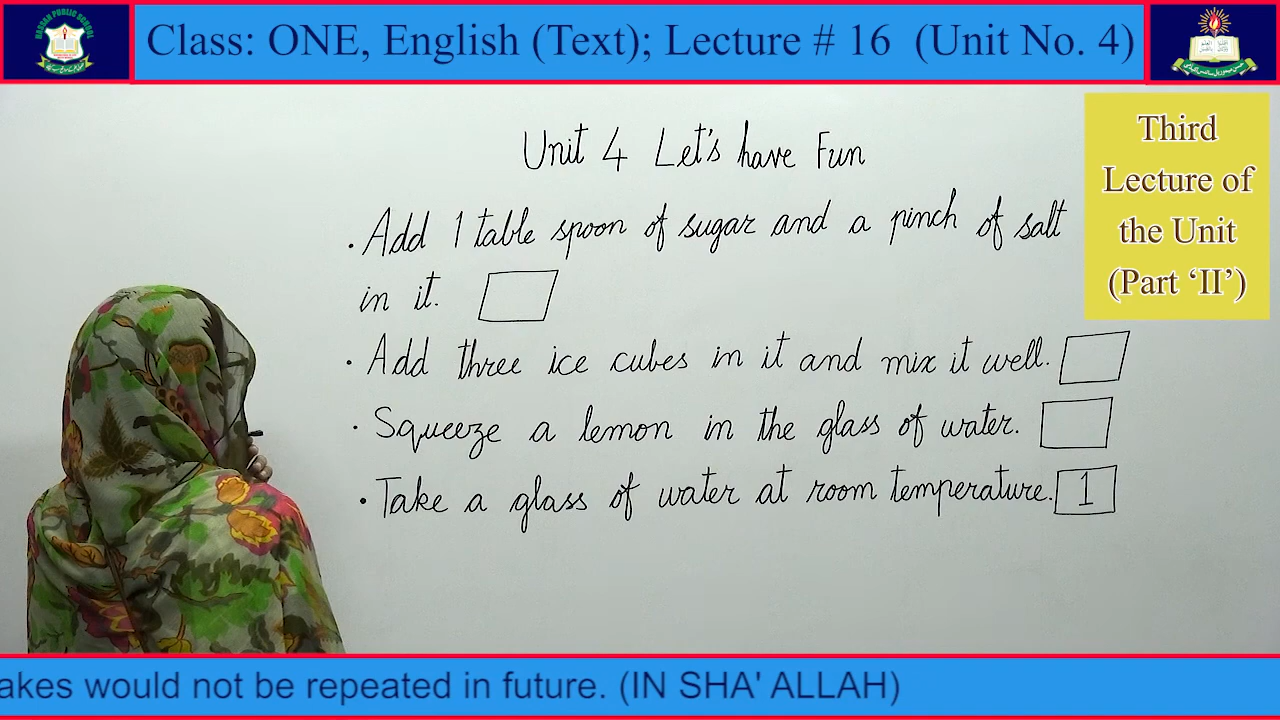 Class: ONE, English (Text); Lecture # 16 (Unit No. 4)
Third
Lecture of
the Unit
(Part ‘II’)
Unit 4 Let's have Fun
• Add 1 table spoon of sugar and a pinch of salt
in it.
• Add three ice cubes in it and mix it well.
• Squeeze a lemon in the glass of water.
• Take a glass of water at room temperature. 1
akes would not be repeated in future. (IN SHA' ALLAH)